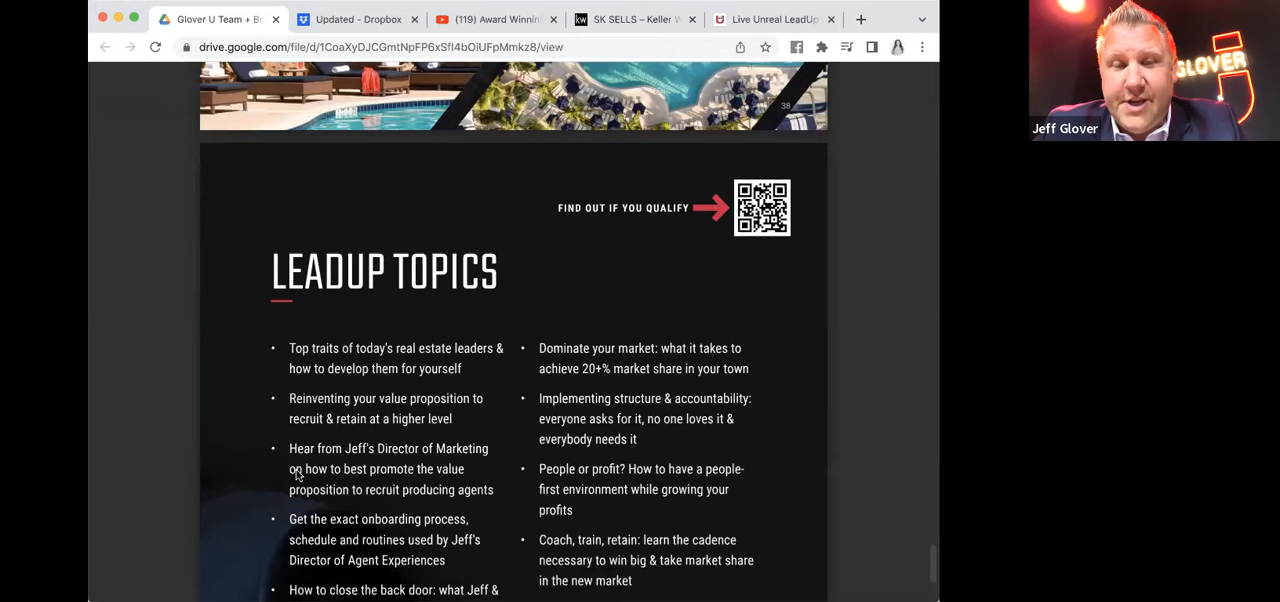 Glover U Team + Br
Updated - Dropbox
(119) Award Winnin
SK SELLS – Keller W
Live Unreal LeadUp
drive.google.com/file/d/1CoaXyDJCGmtNpFP6xSfI4bOiUFpMmkz8/view
GLOVER
Jeff Glover
38
FIND OUT IF YOU QUALIFY
LEADUP TOPICS
• Top traits of today's real estate leaders &
how to develop them for yourself
• Reinventing your value proposition to
recruit & retain at a higher level
• Hear from Jeff's Director of Marketing
on how to best promote the value
proposition to recruit producing agents
• Get the exact onboarding process,
schedule and routines used by Jeff's
Director of Agent Experiences
• How to close the back door: what Jeff &
• Dominate your market: what it takes to
achieve 20+% market share in your town
• Implementing structure & accountability:
everyone asks for it, no one loves it &
everybody needs it
• People or profit? How to have a people-
first environment while growing your
profits
• Coach, train, retain: learn the cadence
necessary to win big & take market share
in the new market